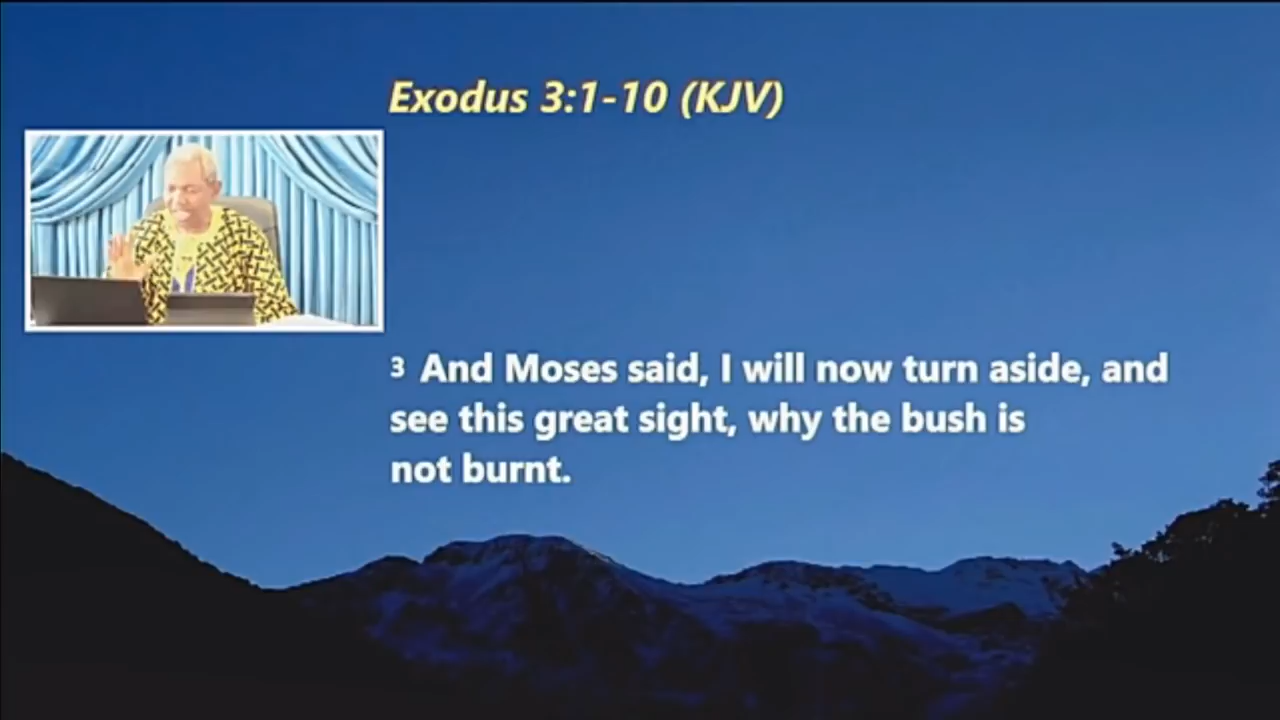 Exodus 3:1-10 (KJV)
3 And Moses said, I will now turn aside, and
see this great sight, why the bush is
not burnt.